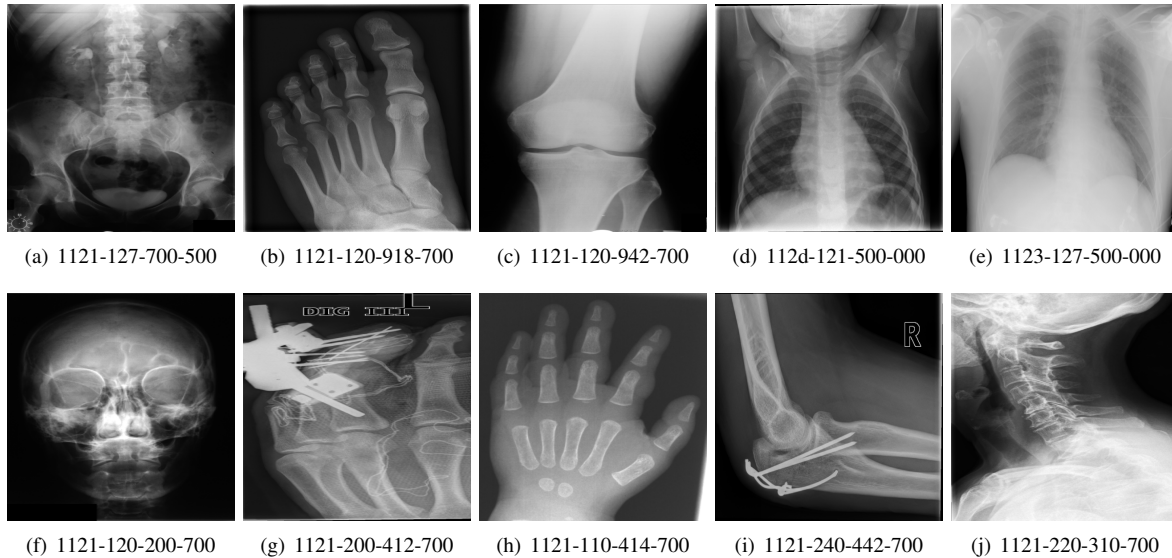 (a) 1121-127-700-500
(b) 1121-120-918-700
(c) 1121-120-942-700
(d) 112d-121-500-000
(e) 1123-127-500-000
DIG III L
R
(f) 1121-120-200-700
(g) 1121-200-412-700
(h) 1121-110-414-700
(i) 1121-240-442-700
(j) 1121-220-310-700